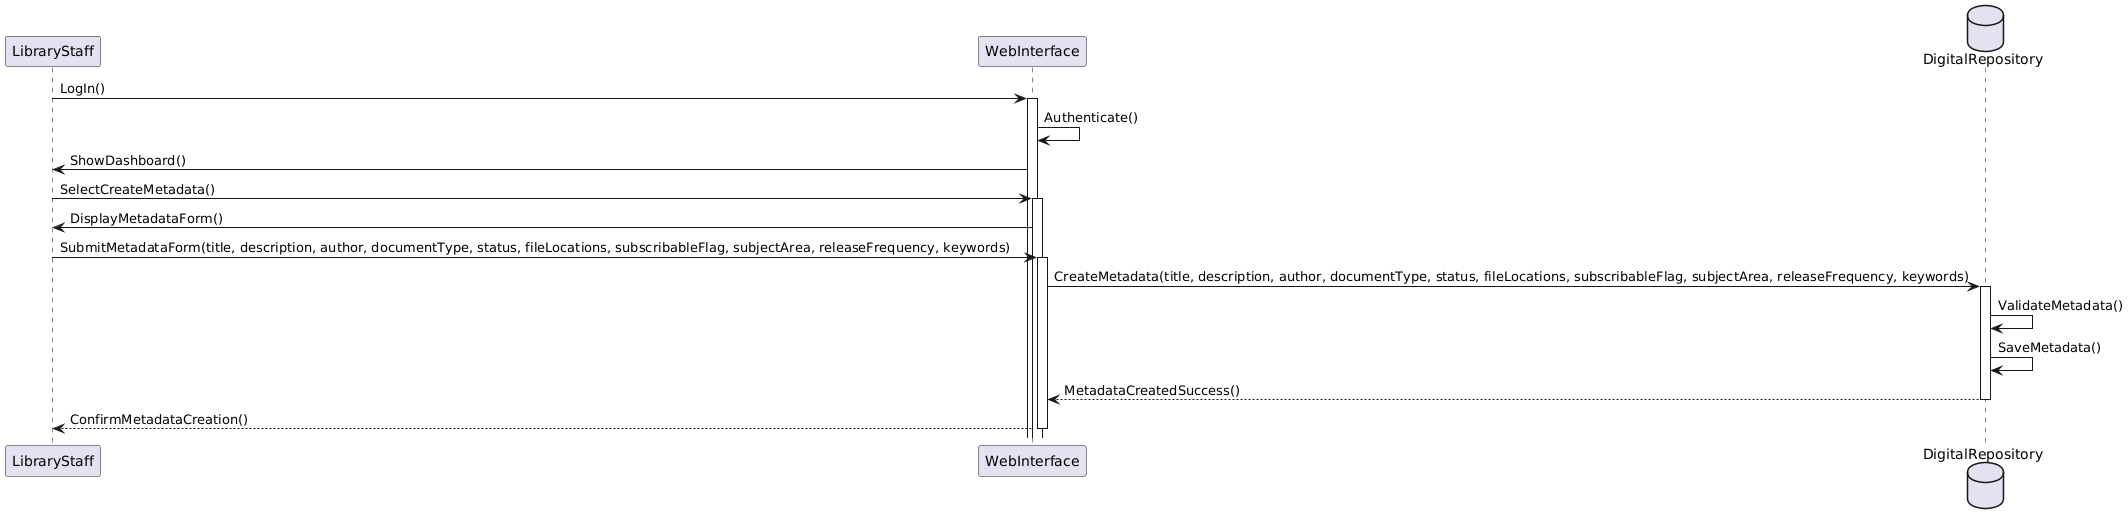 LibraryStaff
WebInterface
DigitalRepository
LogIn()
Authenticate()
ShowDashboard()
SelectCreateMetadata()
DisplayMetadataForm()
SubmitMetadataForm(title, description, author, documentType, status, fileLocations, subscribableFlag, subjectArea, releaseFrequency, keywords)
CreateMetadata(title, description, author, documentType, status, fileLocations, subscribableFlag, subjectArea, releaseFrequency, keywords)
ValidateMetadata()
SaveMetadata()
MetadataCreatedSuccess()
ConfirmMetadataCreation()
LibraryStaff
WebInterface
DigitalRepository